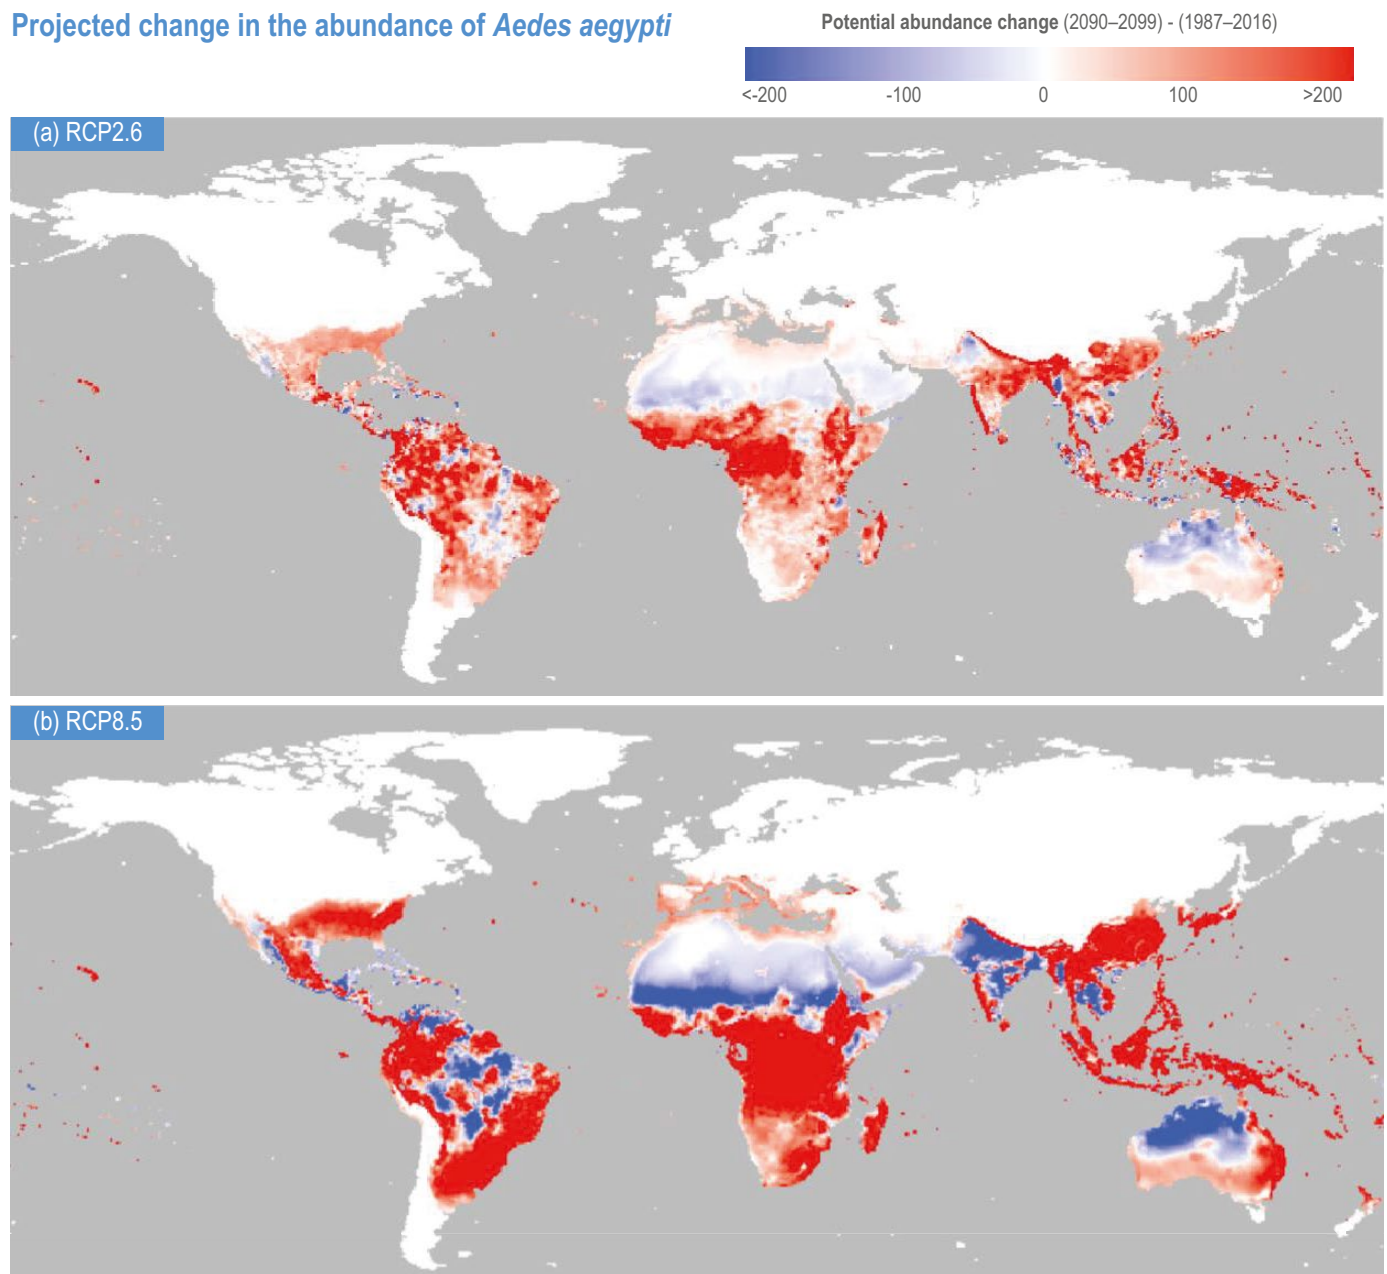 Projected change in the abundance of Aedes aegypti
Potential abundance change (2090–2099) - (1987–2016)
<-200 -100 0 100 >200
(a) RCP2.6
(b) RCP8.5